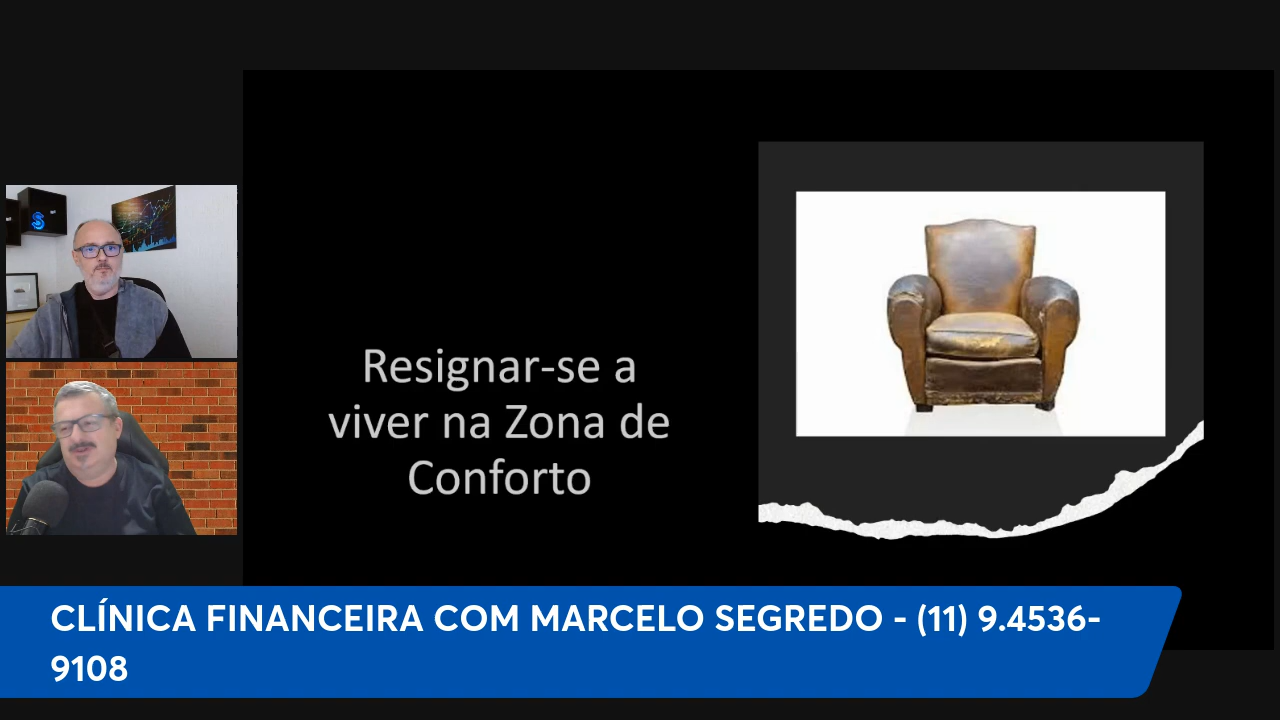 Resignar-se a
viver na Zona de
Conforto
CLÍNICA FINANCEIRA COM MARCELO SEGREDO - (11) 9.4536-
9108